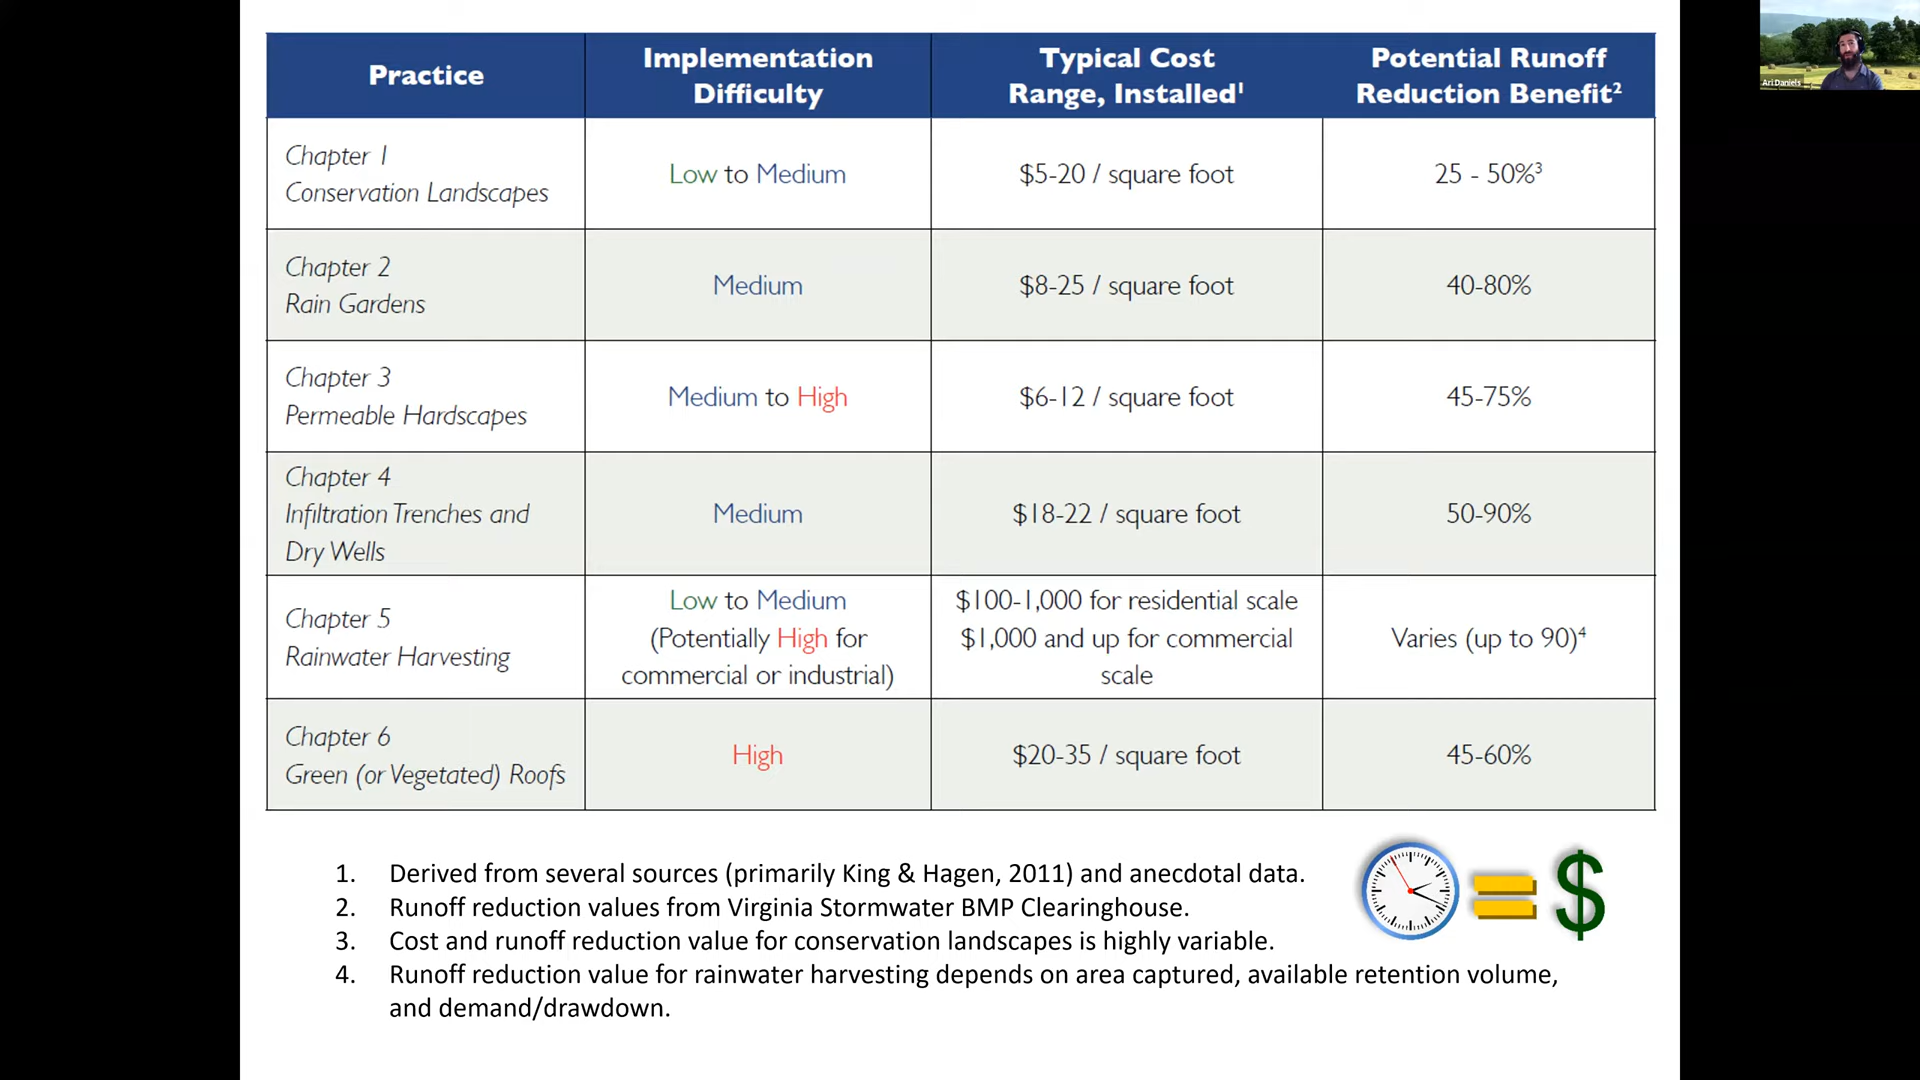 Practice
Implementation
Difficulty
Typical Cost
Range, Installed¹
Potential Runoff
Reduction Benefit²
Chapter 1
Conservation Landscapes
Low to Medium
$5-20 / square foot
25 - 50%³
Chapter 2
Rain Gardens
Medium
$8-25 / square foot
40-80%
Chapter 3
Permeable Hardscapes
Medium to High
$6-12 / square foot
45-75%
Chapter 4
Infiltration Trenches and
Dry Wells
Medium
$18-22 / square foot
50-90%
Chapter 5
Rainwater Harvesting
Low to Medium
(Potentially High for
commercial or industrial)
$100-1,000 for residential scale
$1,000 and up for commercial
scale
Varies (up to 90)⁴
Chapter 6
Green (or Vegetated) Roofs
High
$20-35 / square foot
45-60%
1. Derived from several sources (primarily King & Hagen, 2011) and anecdotal data.
2. Runoff reduction values from Virginia Stormwater BMP Clearinghouse.
3. Cost and runoff reduction value for conservation landscapes is highly variable.
4. Runoff reduction value for rainwater harvesting depends on area captured, available retention volume,
and demand/drawdown.
= $
Ari Daniels